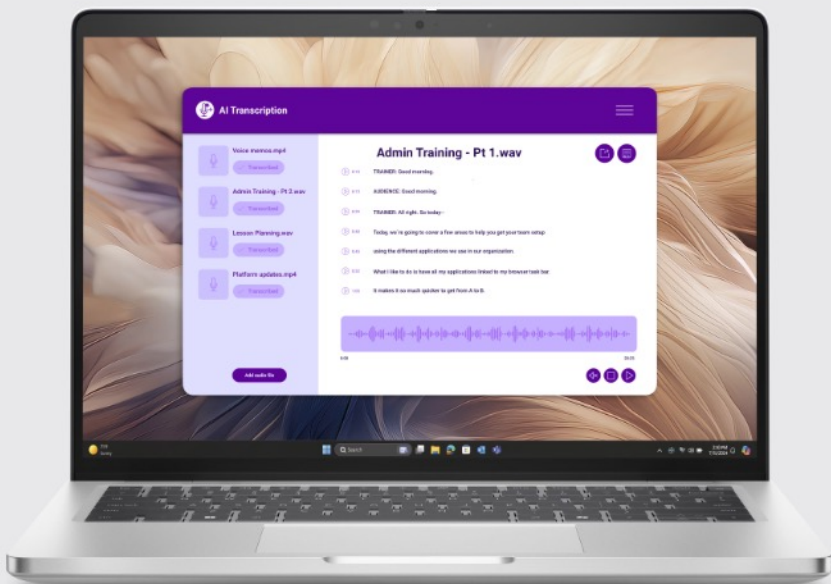 AI Transcription
Voice memos.mp4
Transcribed
Admin Training - Pt 2.wav
Transcribed
Lesson Planning.wav
Transcribed
Platform updates.mp4
Transcribed
Add audio file
Admin Training - Pt 1.wav
TRAINER: Good morning.
AUDIENCE: Good morning.
TRAINER: All right. So today -
Today, we're going to cover a few areas to help you get your team setup
using the different applications we use in our organization.
What I like to do is have all my applications linked to my browser task bar.
It makes it so much quicker to get from A to B.
0:00
Search